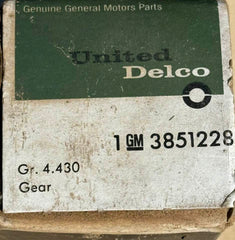 Genuine General Motors Parts
United
Delco
1 GM 3851228
Gr. 4.430
Gear